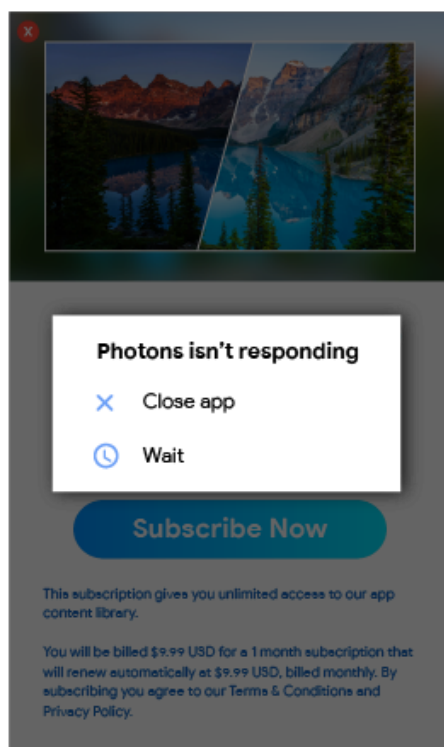 X
Photons isn't responding
Close app
Wait
Subscribe Now
This subscription gives you unlimited access to our app
content library.
You will be billed $9.99 USD for a 1 month subscription that
will renew automatically at $9.99 USD, billed monthly. By
subscribing you agree to our Terms & Conditions and
Privacy Policy.